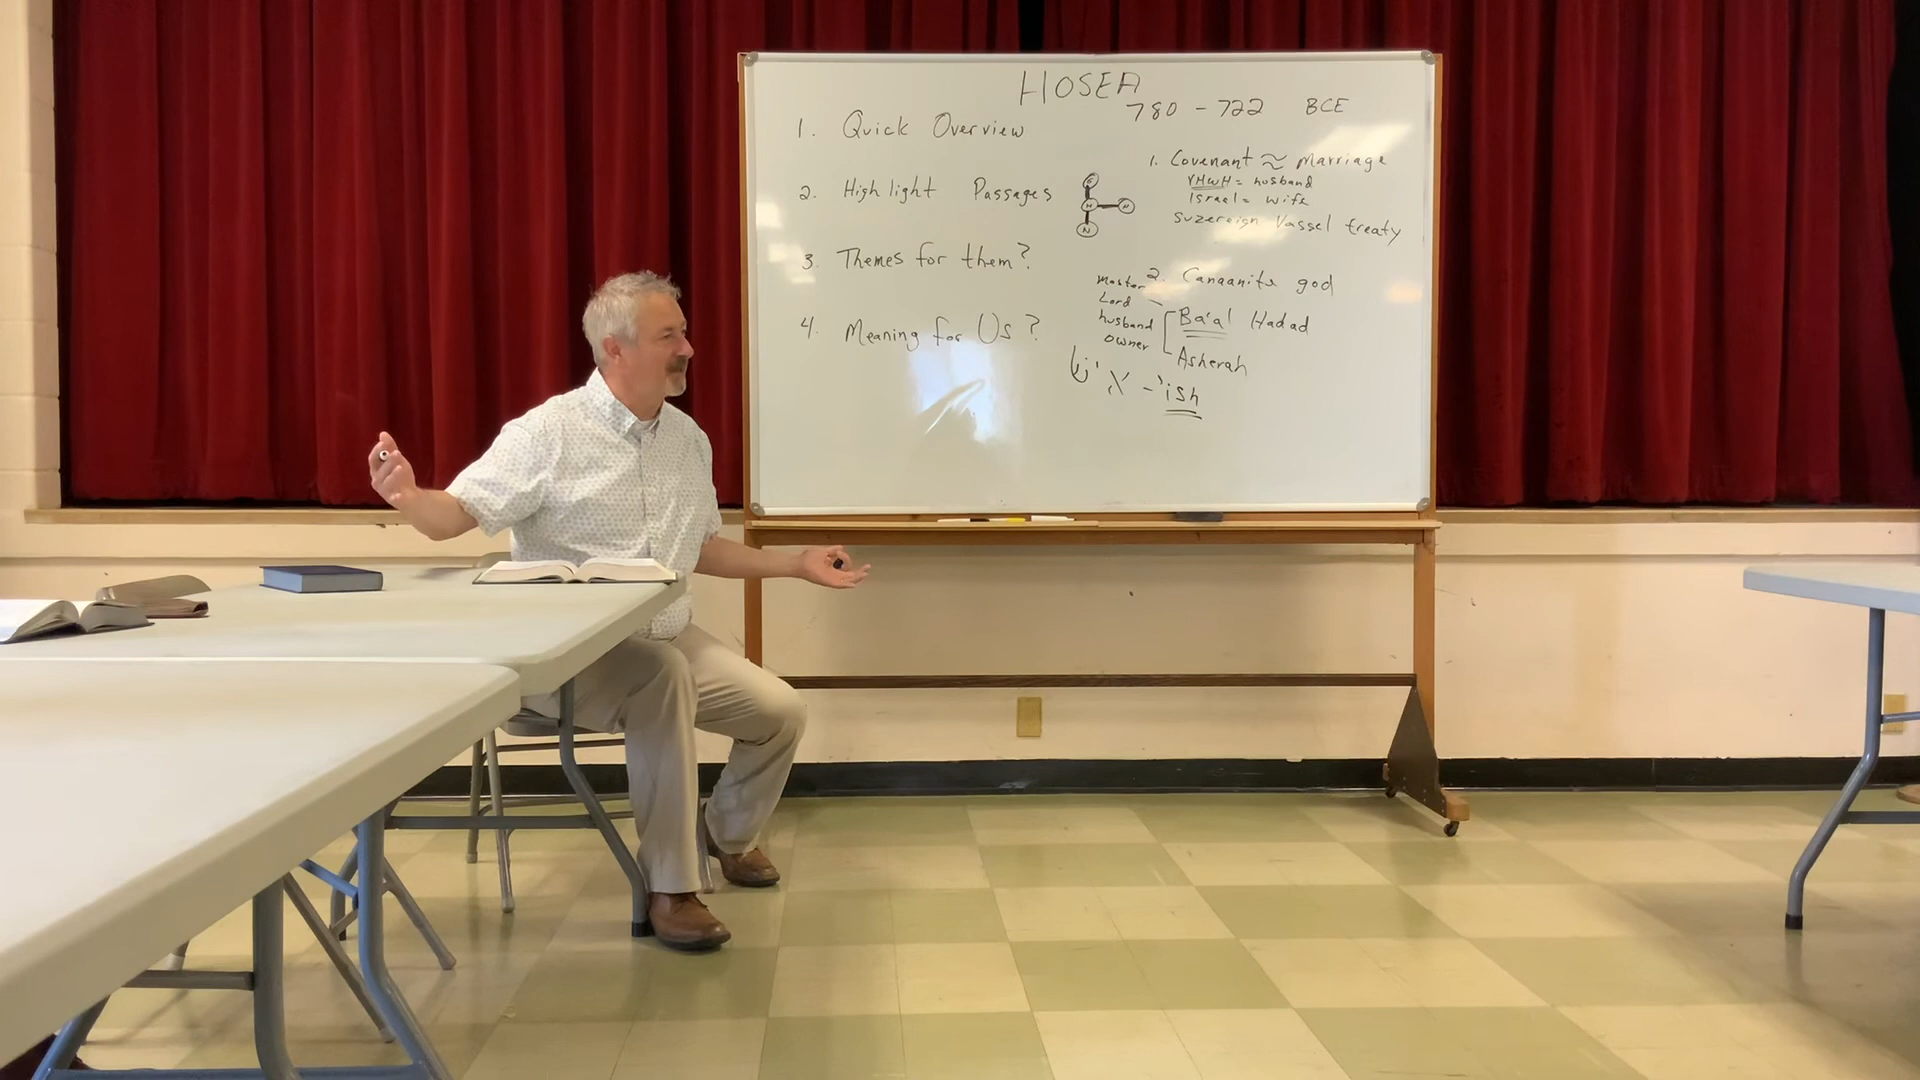 HOSEA
780 - 722 BCE
1. Quick Overview
2. Highlight Passages
3. Themes for them?
4. Meaning for Us?
1. Covenant ≈ Marriage
YHWH = husband
Israel = wife
Suzereign Vassel treaty
2. Canaanite god
Master
Lord
husband
owner
Ba'al Hadad
Asherah
- 'ish